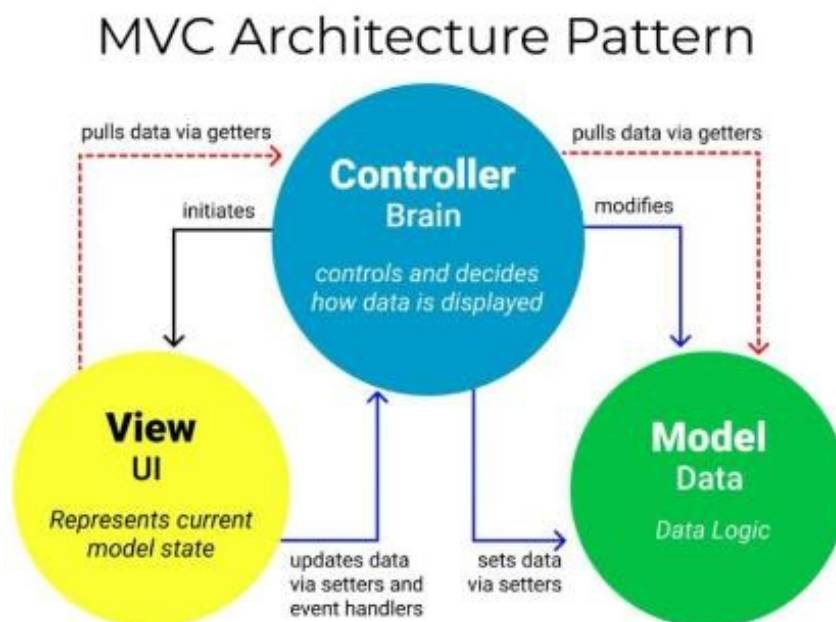 MVC Architecture Pattern
pulls data via getters
pulls data via getters
Controller
Brain
initiates
modifies
controls and decides
how data is displayed
View
UI
Represents current
model state
Model
Data
Data Logic
updates data
via setters and
event handlers
sets data
via setters